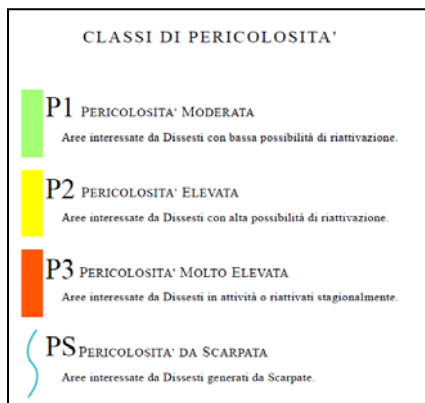 CLASSI DI PERICOLOSITA'
P1 PERICOLOSITA' MODERATA
Aree interessate da Dissesti con bassa possibilità di riattivazione.
P2 PERICOLOSITA' ELEVATA
Aree interessate da Dissesti con alta possibilità di riattivazione.
P3 PERICOLOSITA' MOLTO ELEVATA
Aree interessate da Dissesti in attività o riattivati stagionalmente.
PS PERICOLOSITA' DA SCARPATA
Aree interessate da Dissesti generati da Scarpate.